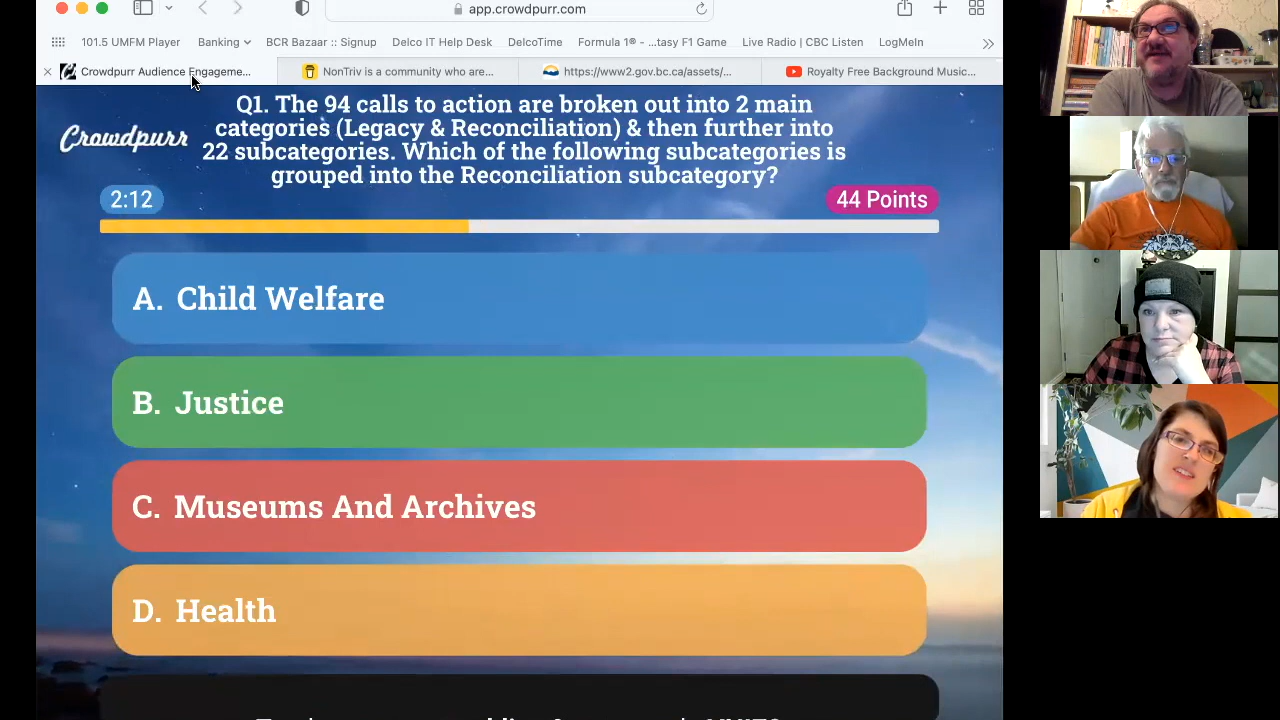 app.crowdpurr.com
101.5 UMFM Player
Banking
BCR Bazaar :: Signup
Delco IT Help Desk
DelcoTime
Formula 1® - ...tasy F1 Game
Live Radio | CBC Listen
LogMeIn
Crowdpurr Audience Engageme...
NonTriv is a community who are...
https://www2.gov.bc.ca/assets/...
Royalty Free Background Music...
Crowdpurr
Q1. The 94 calls to action are broken out into 2 main
categories (Legacy & Reconciliation) & then further into
22 subcategories. Which of the following subcategories is
grouped into the Reconciliation subcategory?
2:12
44 Points
A. Child Welfare
B. Justice
C. Museums And Archives
D. Health